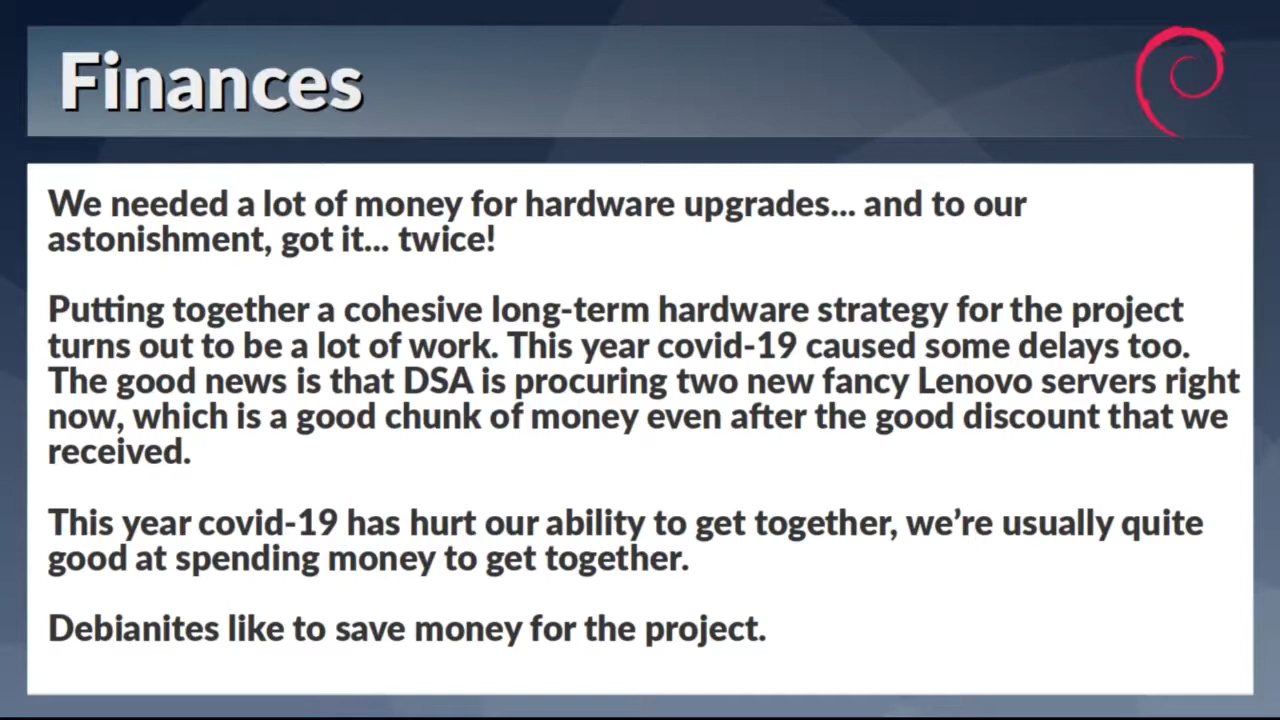 Finances
We needed a lot of money for hardware upgrades... and to our
astonishment, got it... twice!
Putting together a cohesive long-term hardware strategy for the project
turns out to be a lot of work. This year covid-19 caused some delays too.
The good news is that DSA is procuring two new fancy Lenovo servers right
now, which is a good chunk of money even after the good discount that we
received.
This year covid-19 has hurt our ability to get together, we’re usually quite
good at spending money to get together.
Debianites like to save money for the project.